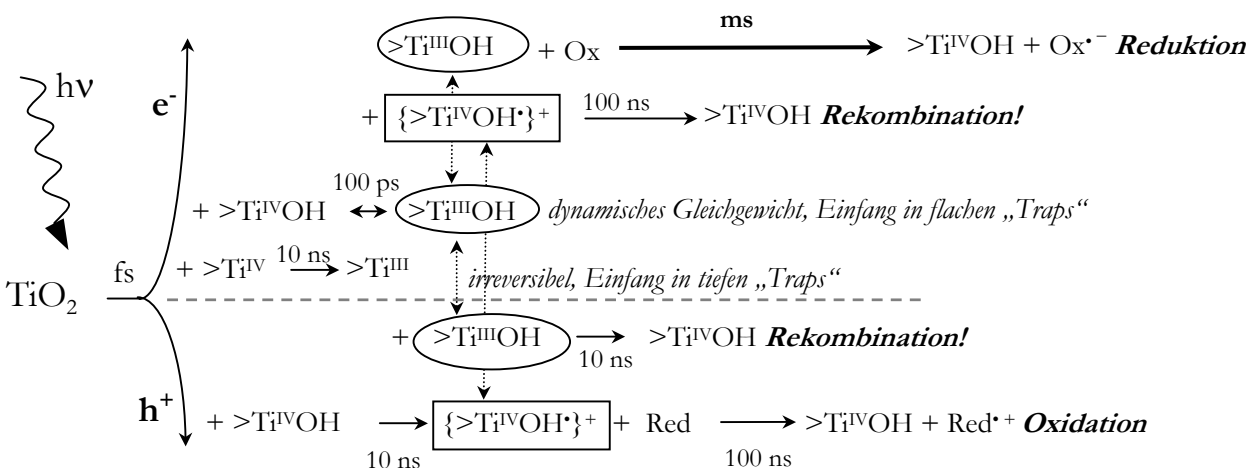 ms
>Ti^III OH + Ox >Ti^IV OH + Ox•⁻ Reduktion
hν
e⁻ + {>Ti^IV OH•}⁺ 100 ns >Ti^IV OH Rekombination!
100 ps
+ >Ti^IV OH >Ti^III OH dynamisches Gleichgewicht, Einfang in flachen „Traps“
fs + >Ti^IV 10 ns >Ti^III irreversibel, Einfang in tiefen „Traps“
TiO₂
+ >Ti^III OH 10 ns >Ti^IV OH Rekombination!
h⁺ + >Ti^IV OH 10 ns {>Ti^IV OH•}⁺ + Red 100 ns >Ti^IV OH + Red•⁺ Oxidation